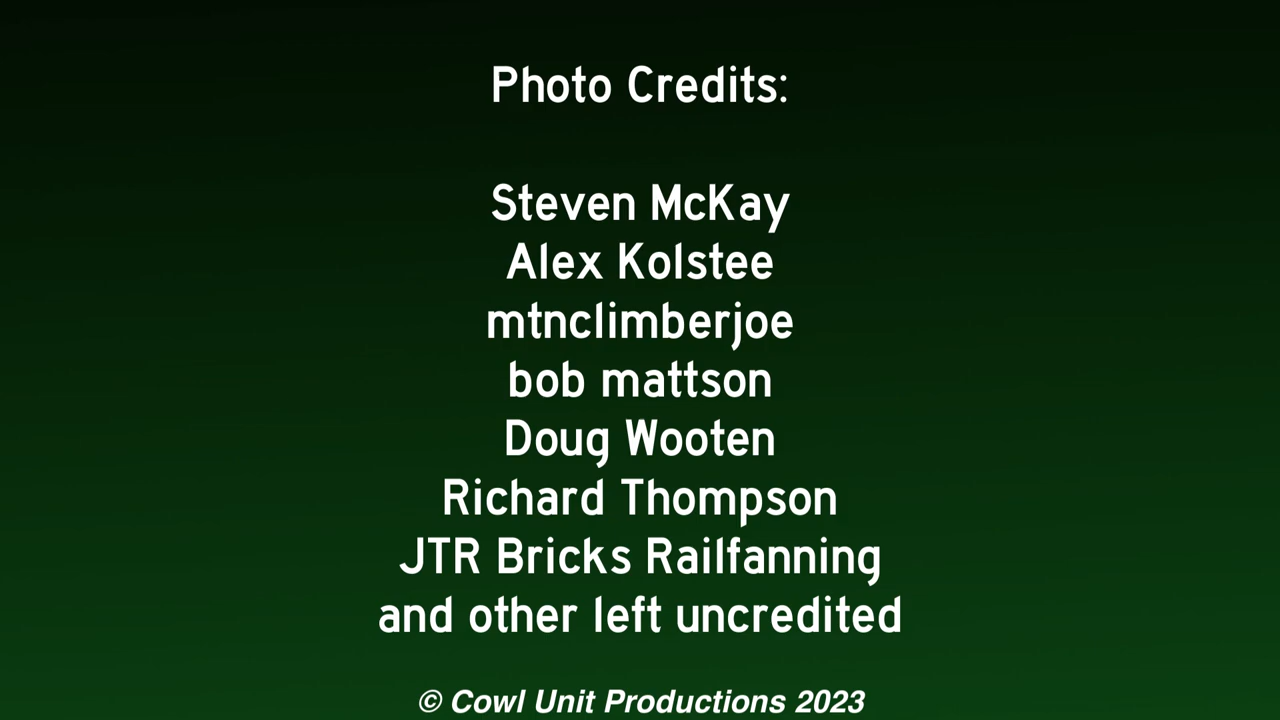 Photo Credits:
Steven McKay
Alex Kolstee
mtnclimberjoe
bob mattson
Doug Wooten
Richard Thompson
JTR Bricks Railfanning
and other left uncredited
© Cowl Unit Productions 2023